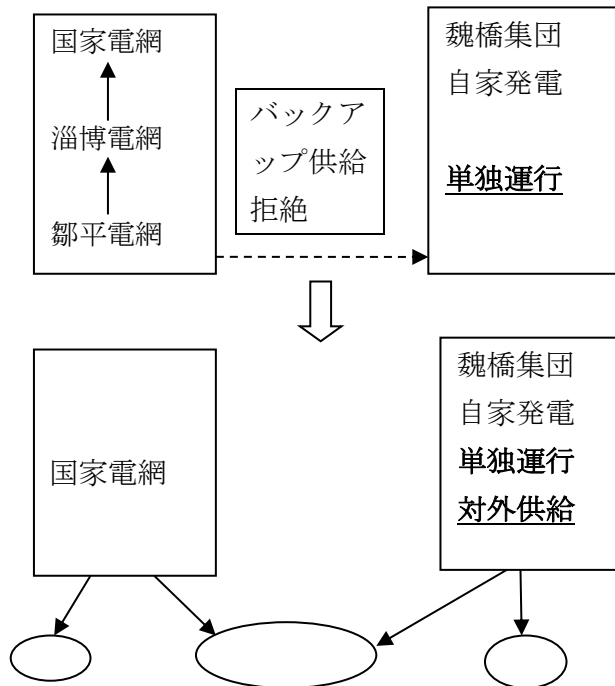 国家電網
淄博電網
鄒平電網
バックア
ップ供給
拒絶
魏橋集団
自家発電
単独運行
国家電網
魏橋集団
自家発電
単独運行
対外供給